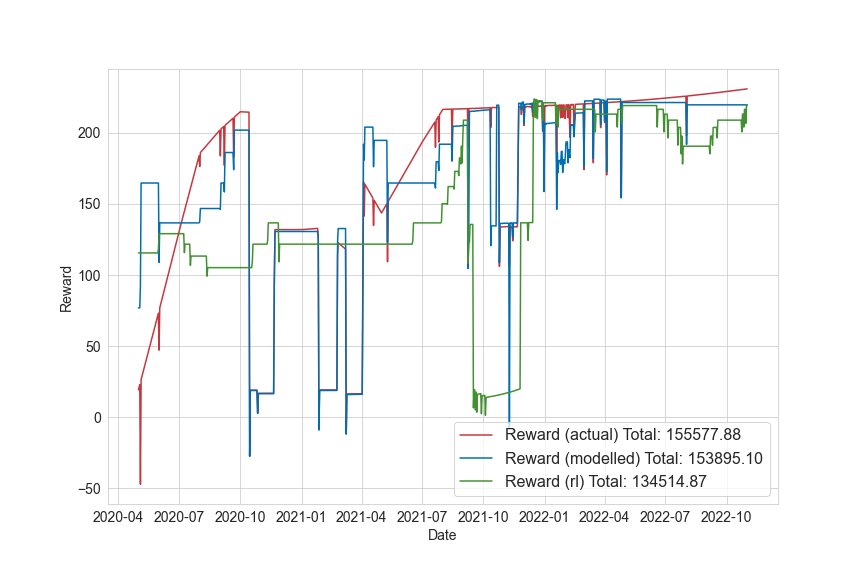 200
150
100
50
0
−50
Reward
2020-04 2020-07 2020-10 2021-01 2021-04 2021-07 2021-10 2022-01 2022-04 2022-07 2022-10
Date
Reward (actual) Total: 155577.88
Reward (modelled) Total: 153895.10
Reward (rl) Total: 134514.87